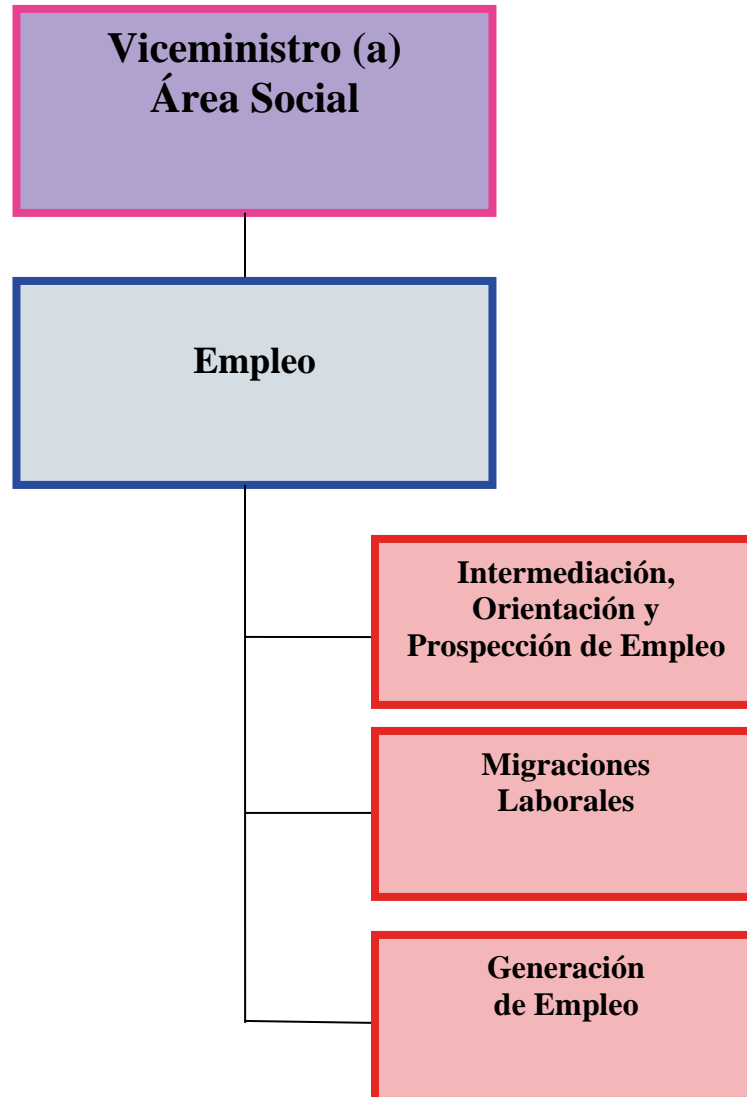 Viceministro (a)
Área Social
Empleo
Intermediación,
Orientación y
Prospección de Empleo
Migraciones
Laborales
Generación
de Empleo